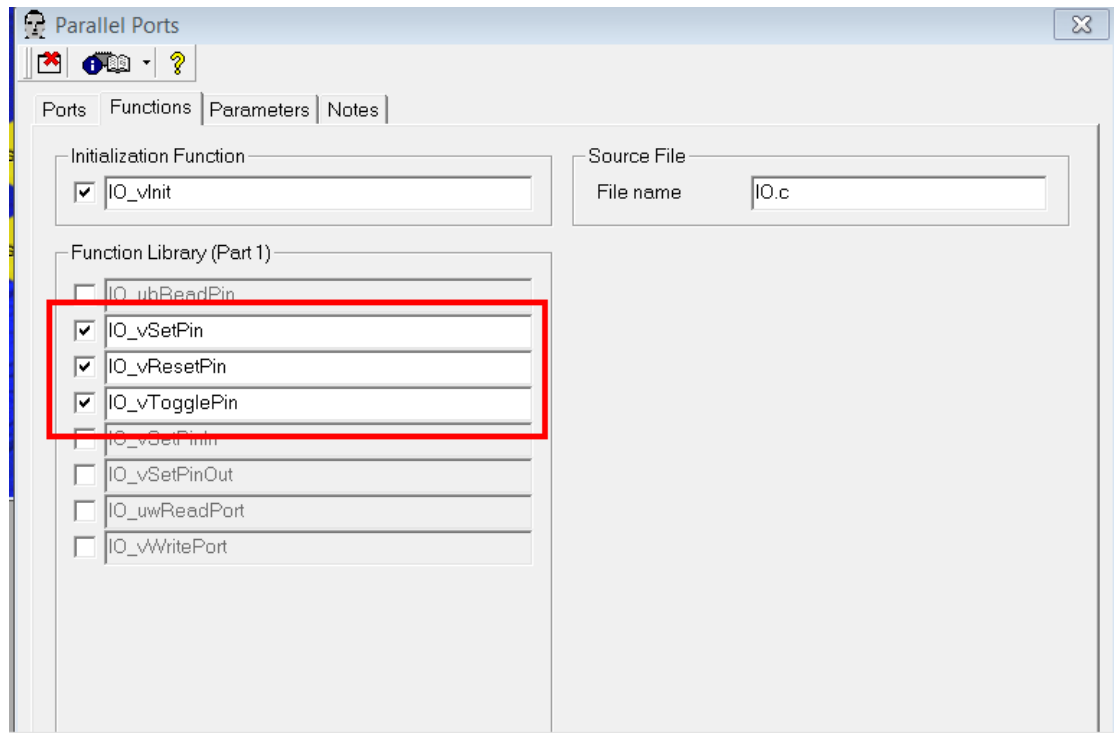 Parallel Ports
Ports Functions Parameters Notes
Initialization Function
IO_vInit
Source File
File name IO.c
Function Library (Part 1)
IO_ubReadPin
IO_vSetPin
IO_vResetPin
IO_vTogglePin
IO_vSetPinIn
IO_vSetPinOut
IO_uwReadPort
IO_vWritePort